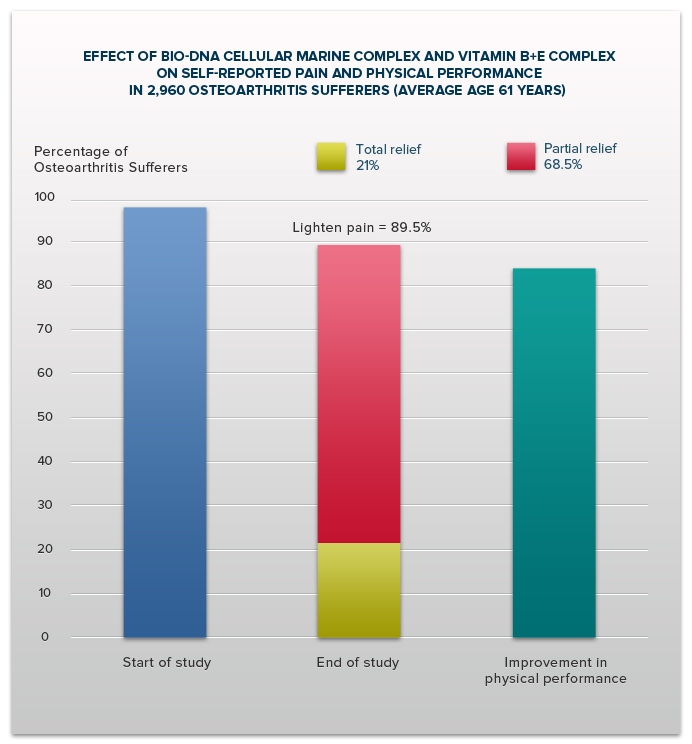 EFFECT OF BIO-DNA CELLULAR MARINE COMPLEX AND VITAMIN B+E COMPLEX
ON SELF-REPORTED PAIN AND PHYSICAL PERFORMANCE
IN 2,960 OSTEOARTHRITIS SUFFERERS (AVERAGE AGE 61 YEARS)
Percentage of
Osteoarthritis Sufferers
Total relief
21%
Partial relief
68.5%
100
Lighten pain = 89.5%
90
80
70
60
50
40
30
20
10
0
Start of study
End of study
Improvement in
physical performance